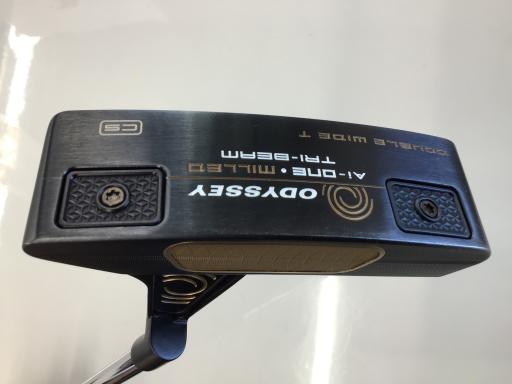 ODYSSEY
Ai-ONE • MILLED
TRI-BEAM
DOUBLE WIDE T
CS